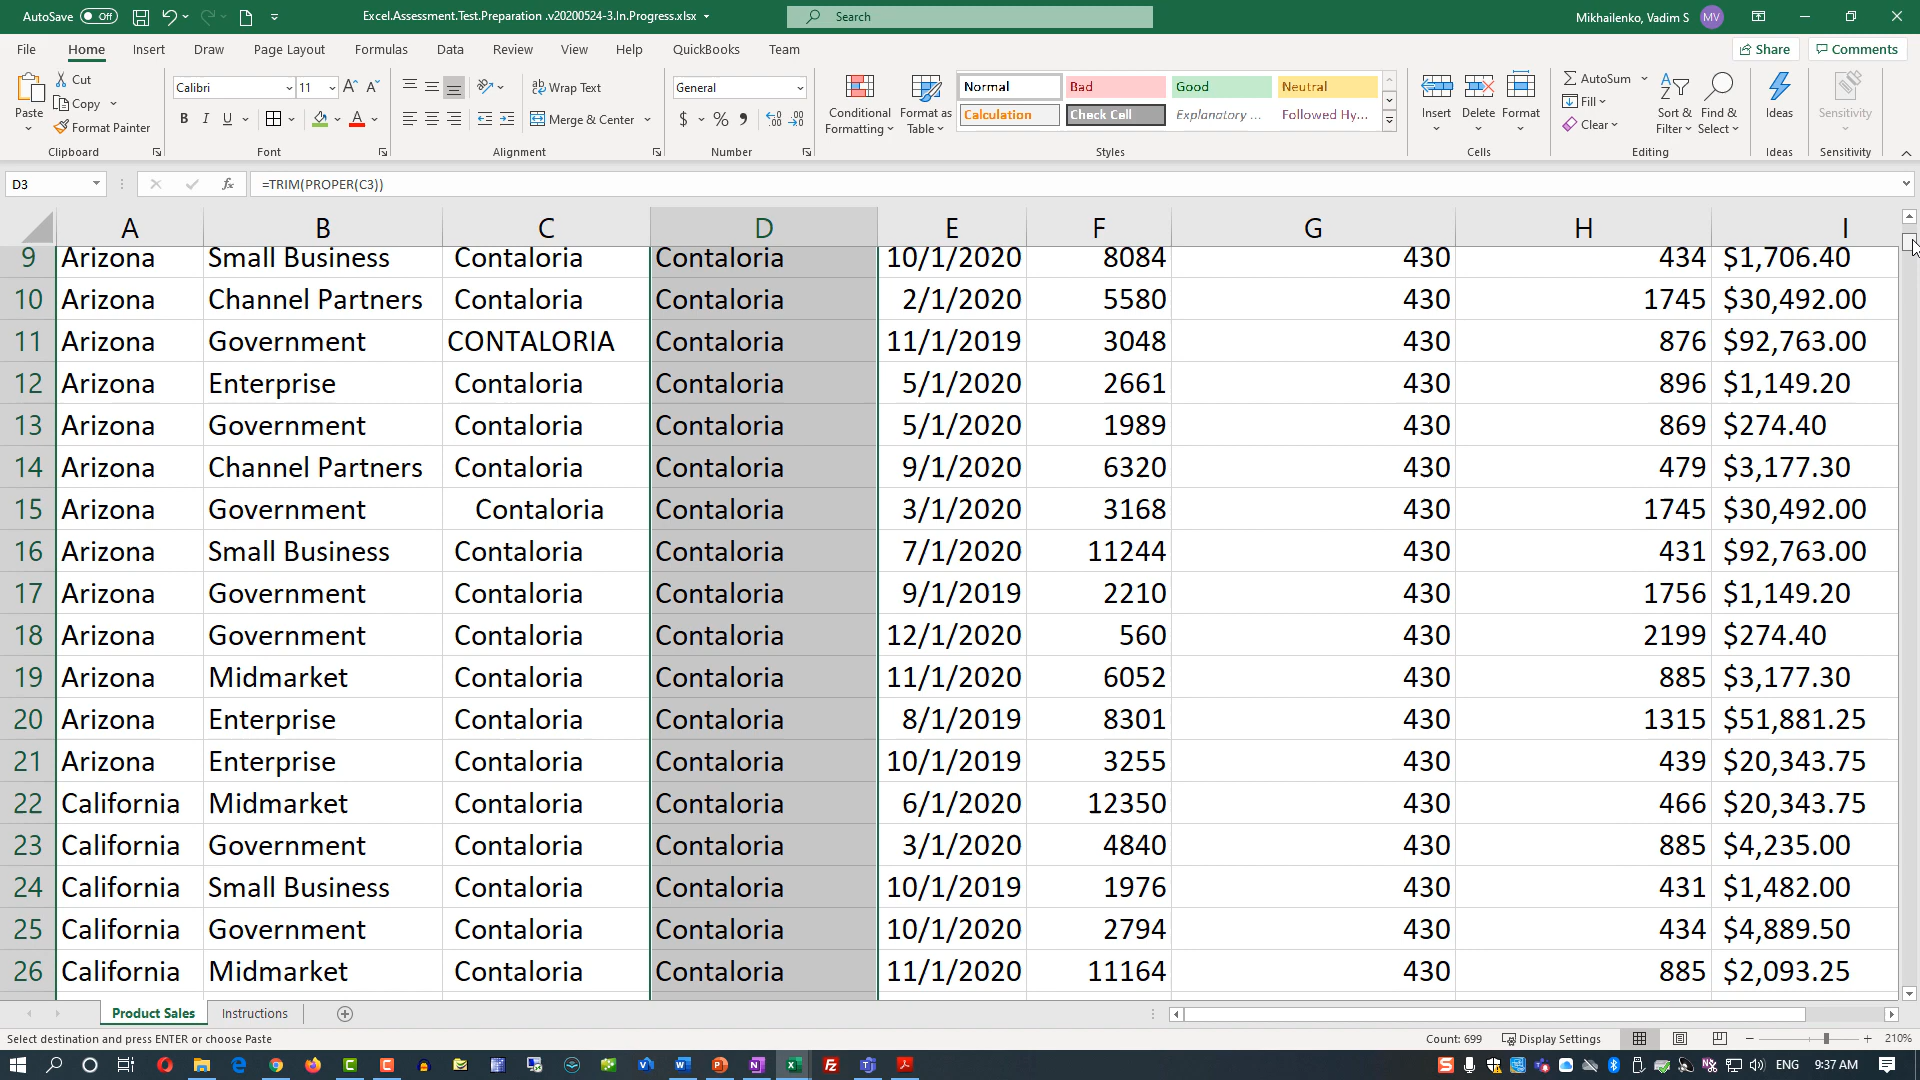 AutoSave Off Excel.Assessment.Test.Preparation .v20200524-3.In.Progress.xlsx Search Mikhailenko, Vadim S MV
File Home Insert Draw Page Layout Formulas Data Review View Help QuickBooks Team Share Comments
Paste Cut Copy Format Painter
Calibri 11
B I U A
Wrap Text
Merge & Center
General
$ % ,
Conditional Formatting
Format as Table
Normal Bad Good Neutral
Calculation Check Cell Explanatory ... Followed Hy...
Insert Delete Format
AutoSum Fill Clear
Sort & Filter
Find & Select
Ideas Sensitivity
Clipboard Font Alignment Number Styles Cells Editing Ideas Sensitivity
D3 fx =TRIM(PROPER(C3))
A B C D E F G H I
9 Arizona Small Business Contaloria Contaloria 10/1/2020 8084 430 434 $1,706.40
10 Arizona Channel Partners Contaloria Contaloria 2/1/2020 5580 430 1745 $30,492.00
11 Arizona Government CONTALORIA Contaloria 11/1/2019 3048 430 876 $92,763.00
12 Arizona Enterprise Contaloria Contaloria 5/1/2020 2661 430 896 $1,149.20
13 Arizona Government Contaloria Contaloria 5/1/2020 1989 430 869 $274.40
14 Arizona Channel Partners Contaloria Contaloria 9/1/2020 6320 430 479 $3,177.30
15 Arizona Government Contaloria Contaloria 3/1/2020 3168 430 1745 $30,492.00
16 Arizona Small Business Contaloria Contaloria 7/1/2020 11244 430 431 $92,763.00
17 Arizona Government Contaloria Contaloria 9/1/2019 2210 430 1756 $1,149.20
18 Arizona Government Contaloria Contaloria 12/1/2020 560 430 2199 $274.40
19 Arizona Midmarket Contaloria Contaloria 11/1/2020 6052 430 885 $3,177.30
20 Arizona Enterprise Contaloria Contaloria 8/1/2019 8301 430 1315 $51,881.25
21 Arizona Enterprise Contaloria Contaloria 10/1/2019 3255 430 439 $20,343.75
22 California Midmarket Contaloria Contaloria 6/1/2020 12350 430 466 $20,343.75
23 California Government Contaloria Contaloria 3/1/2020 4840 430 885 $4,235.00
24 California Small Business Contaloria Contaloria 10/1/2019 1976 430 431 $1,482.00
25 California Government Contaloria Contaloria 10/1/2020 2794 430 434 $4,889.50
26 California Midmarket Contaloria Contaloria 11/1/2020 11164 430 885 $2,093.25
Product Sales Instructions
Select destination and press ENTER or choose Paste Count: 699 Display Settings 210%
ENG 9:37 AM